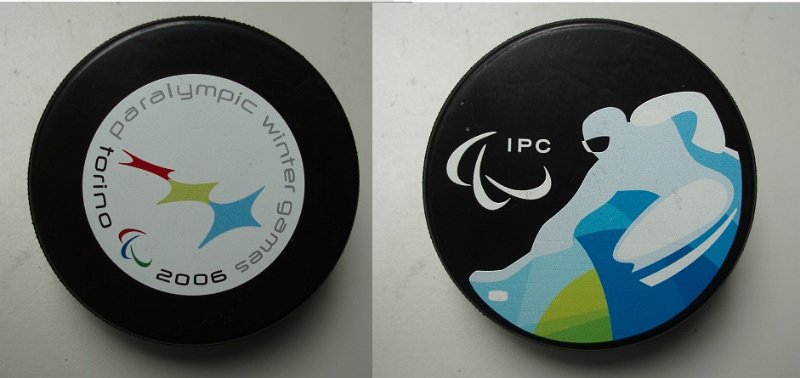 torino 2006
paralympic winter games
IPC